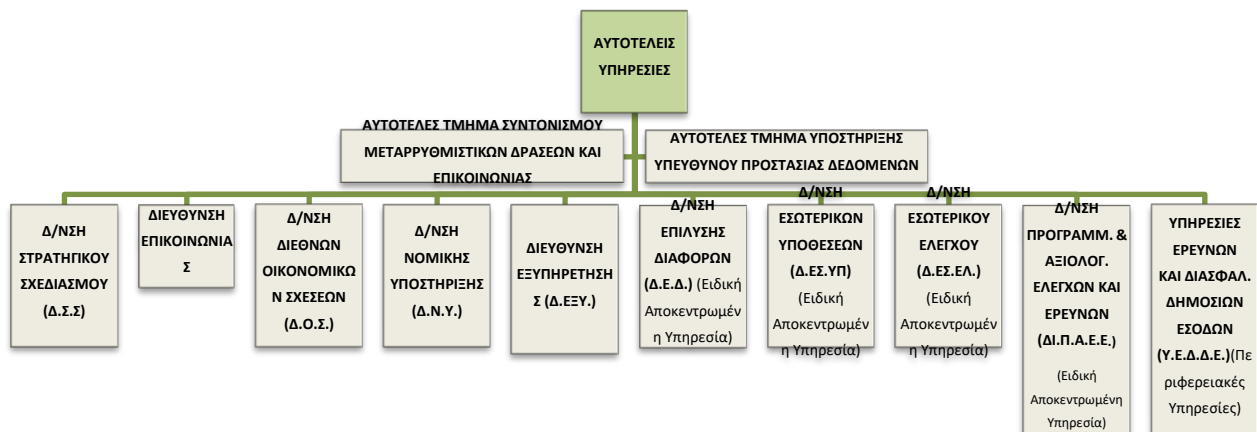 ΑΥΤΟΤΕΛΕΙΣ
ΥΠΗΡΕΣΙΕΣ
ΑΥΤΟΤΕΛΕΣ ΤΜΗΜΑ ΣΥΝΤΟΝΙΣΜΟΥ
ΜΕΤΑΡΡΥΘΜΙΣΤΙΚΩΝ ΔΡΑΣΕΩΝ ΚΑΙ
ΕΠΙΚΟΙΝΩΝΙΑΣ
ΑΥΤΟΤΕΛΕΣ ΤΜΗΜΑ ΥΠΟΣΤΗΡΙΞΗΣ
ΥΠΕΥΘΥΝΟΥ ΠΡΟΣΤΑΣΙΑΣ ΔΕΔΟΜΕΝΩΝ
Δ/ΝΣΗ
ΣΤΡΑΤΗΓΙΚΟΥ
ΣΧΕΔΙΑΣΜΟΥ
(Δ.Σ.Σ)
ΔΙΕΥΘΥΝΣΗ
ΕΠΙΚΟΙΝΩΝΙΑ
Σ
Δ/ΝΣΗ
ΔΙΕΘΝΩΝ
ΟΙΚΟΝΟΜΙΚΩ
Ν ΣΧΕΣΕΩΝ
(Δ.Ο.Σ.)
Δ/ΝΣΗ
ΝΟΜΙΚΗΣ
ΥΠΟΣΤΗΡΙΞΗΣ
(Δ.Ν.Υ.)
ΔΙΕΥΘΥΝΣΗ
ΕΞΥΠΗΡΕΤΗΣΗ
Σ (Δ.ΕΞΥ.)
Δ/ΝΣΗ
ΕΠΙΛΥΣΗΣ
ΔΙΑΦΟΡΩΝ
(Δ.Ε.Δ.) (Ειδική
Αποκεντρωμέν
η Υπηρεσία)
Δ/ΝΣΗ
ΕΣΩΤΕΡΙΚΩΝ
ΥΠΟΘΕΣΕΩΝ
(Δ.ΕΣ.ΥΠ)
(Ειδική
Αποκεντρωμέν
η Υπηρεσία)
Δ/ΝΣΗ
ΕΣΩΤΕΡΙΚΟΥ
ΕΛΕΓΧΟΥ
(Δ.ΕΣ.ΕΛ.)
(Ειδική
Αποκεντρωμέν
η Υπηρεσία)
Δ/ΝΣΗ
ΠΡΟΓΡΑΜΜ. &
ΑΞΙΟΛΟΓ.
ΕΛΕΓΧΩΝ ΚΑΙ
ΕΡΕΥΝΩΝ
(ΔΙ.Π.Α.Ε.Ε.)
(Ειδική
Αποκεντρωμένη
Υπηρεσία)
ΥΠΗΡΕΣΙΕΣ
ΕΡΕΥΝΩΝ
ΚΑΙ ΔΙΑΣΦΑΛ.
ΔΗΜΟΣΙΩΝ
ΕΣΟΔΩΝ
(Υ.Ε.Δ.Δ.Ε.)(Πε
ριφερειακές
Υπηρεσίες)